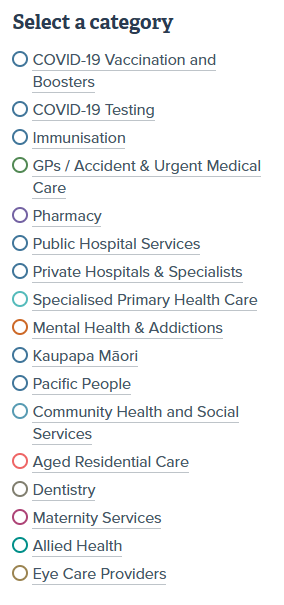 Select a category
COVID-19 Vaccination and
Boosters
COVID-19 Testing
Immunisation
GPs / Accident & Urgent Medical
Care
Pharmacy
Public Hospital Services
Private Hospitals & Specialists
Specialised Primary Health Care
Mental Health & Addictions
Kaupapa Māori
Pacific People
Community Health and Social
Services
Aged Residential Care
Dentistry
Maternity Services
Allied Health
Eye Care Providers